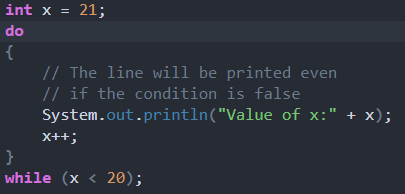 int x = 21;
do
{
    // The line will be printed even
    // if the condition is false
    System.out.println("Value of x:" + x);
    x++;
}
while (x < 20);